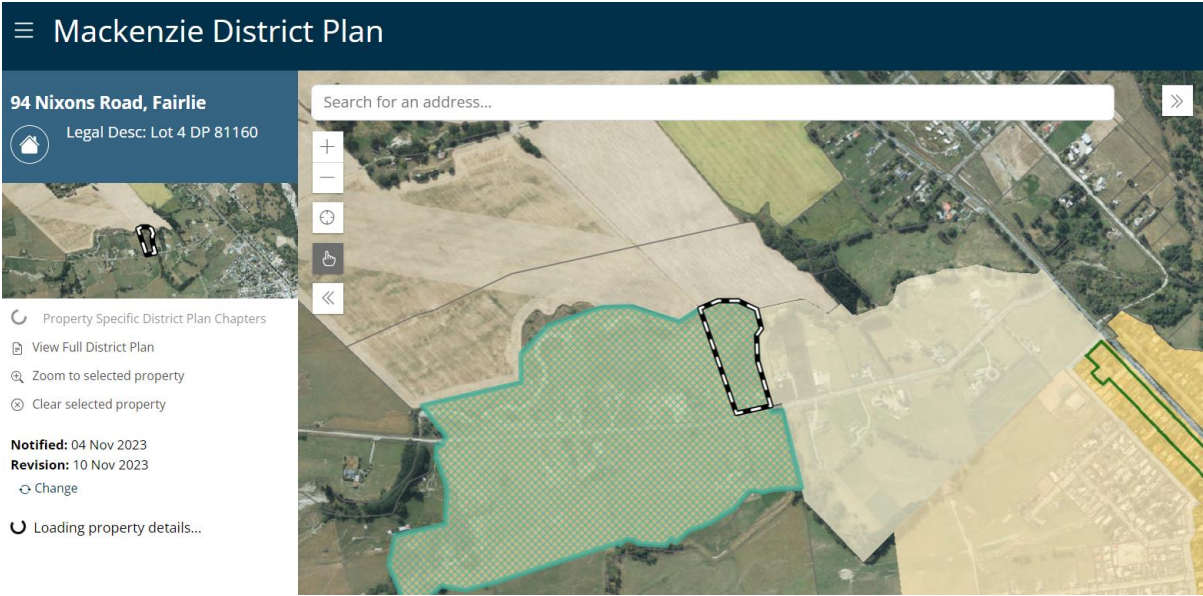 Mackenzie District Plan
94 Nixons Road, Fairlie
Legal Desc: Lot 4 DP 81160
Search for an address...
Property Specific District Plan Chapters
View Full District Plan
Zoom to selected property
Clear selected property
Notified: 04 Nov 2023
Revision: 10 Nov 2023
Change
Loading property details...